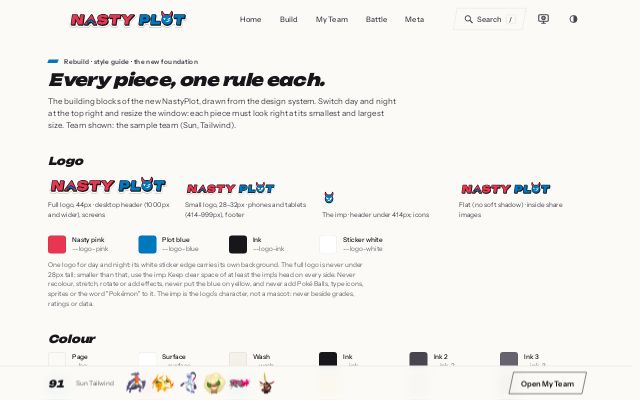 NASTY PLOT Home Build My Team Battle Meta Search /
Rebuild · style guide · the new foundation
Every piece, one rule each.
The building blocks of the new NastyPlot, drawn from the design system. Switch day and night
at the top right and resize the window: each piece must look right at its smallest and largest
size. Team shown: the sample team (Sun, Tailwind).
Logo
NASTY PLOT NASTY PLOT NASTY PLOT
Full logo, 44px · desktop header (1000px
and wider), screens
Small logo, 28–32px · phones and tablets
(414–999px), footer
The imp · header under 414px, icons
Flat (no soft shadow) · inside share
images
Nasty pink
--logo-pink
Plot blue
--logo-blue
Ink
--logo-ink
Sticker white
--logo-white
One logo for day and night: its white sticker edge carries its own background. The full logo is never under
28px tall; smaller than that, use the imp. Keep clear space of at least the imp's head on every side. Never
recolour, stretch, rotate or add effects, never put the blue on yellow, and never add Poké Balls, type icons,
sprites or the word "Pokémon" to it. The imp is the logo's character, not a mascot: never beside grades,
ratings or data.
Colour
Page Surface Wash Ink Ink 2 Ink 3
91 Sun Tailwind Open My Team